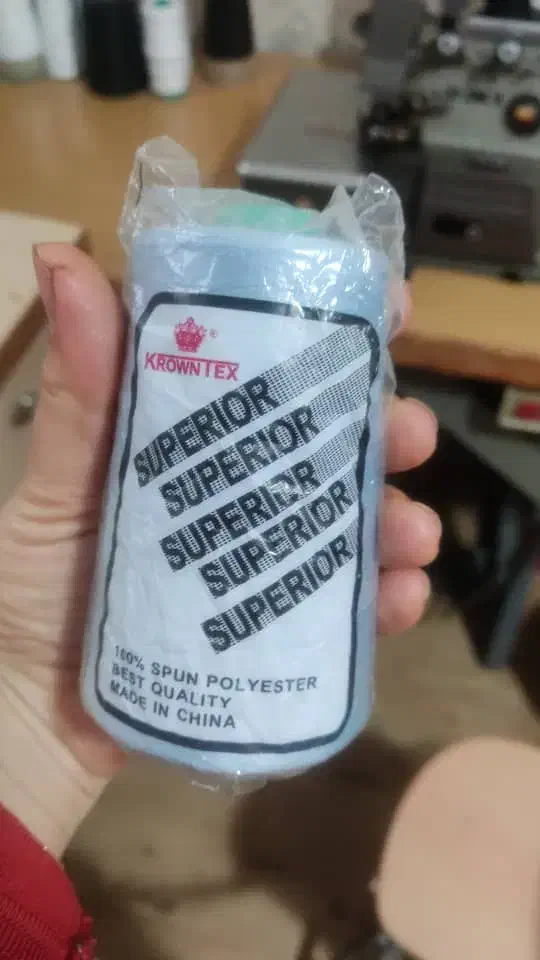 KROWNTEX®
SUPERIOR
SUPERIOR
SUPERIOR
SUPERIOR
SUPERIOR
100% SPUN POLYESTER
BEST QUALITY
MADE IN CHINA